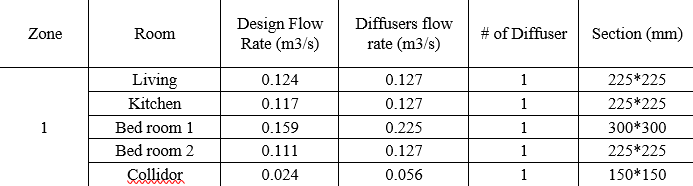 Zone Room Design Flow Rate (m3/s) Diffusers flow rate (m3/s) # of Diffuser Section (mm)
1
Living 0.124 0.127 1 225*225
Kitchen 0.117 0.127 1 225*225
Bed room 1 0.159 0.225 1 300*300
Bed room 2 0.111 0.127 1 225*225
Collidor 0.024 0.056 1 150*150